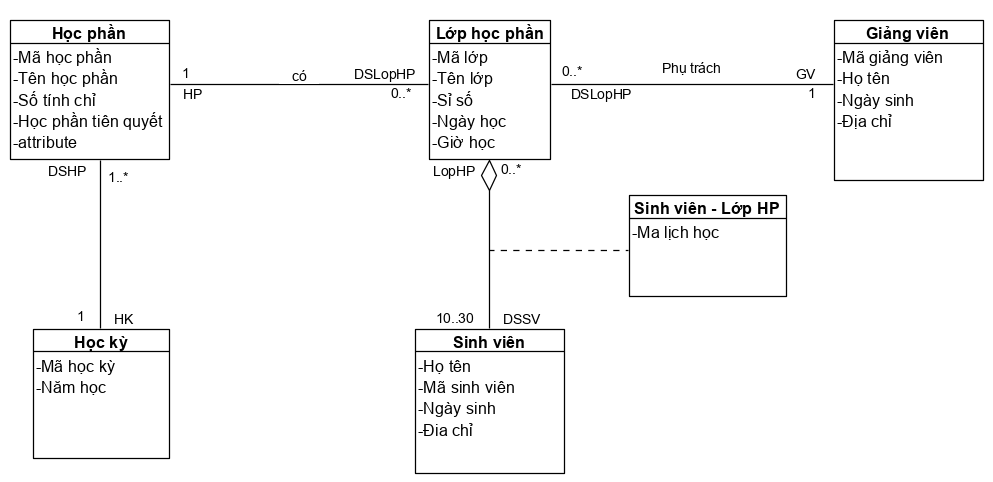 Học phần
-Mã học phần
-Tên học phần
-Số tính chỉ
-Học phần tiên quyết
-attribute
1
HP
có
DSLopHP
0..*
Lớp học phần
-Mã lớp
-Tên lớp
-Sỉ số
-Ngày học
-Giờ học
0..*
DSLopHP
Phụ trách
GV
1
Giảng viên
-Mã giảng viên
-Họ tên
-Ngày sinh
-Địa chỉ
DSHP
1..*
LopHP
0..*
Sinh viên - Lớp HP
-Ma lịch học
1
HK
Học kỳ
-Mã học kỳ
-Năm học
10..30
DSSV
Sinh viên
-Họ tên
-Mã sinh viên
-Ngày sinh
-Đia chỉ